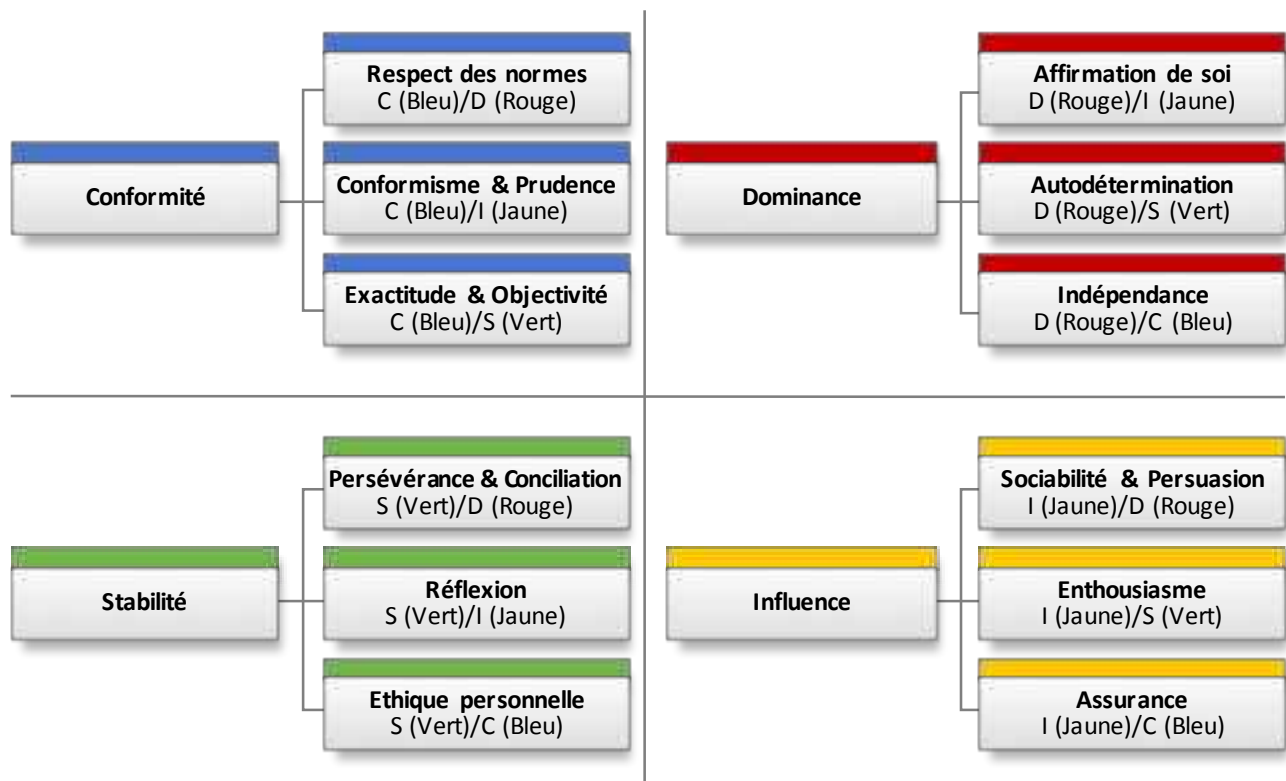 Conformité
Respect des normes
C (Bleu)/D (Rouge)
Conformisme & Prudence
C (Bleu)/I (Jaune)
Exactitude & Objectivité
C (Bleu)/S (Vert)
Dominance
Affirmation de soi
D (Rouge)/I (Jaune)
Autodétermination
D (Rouge)/S (Vert)
Indépendance
D (Rouge)/C (Bleu)
Stabilité
Persévérance & Conciliation
S (Vert)/D (Rouge)
Réflexion
S (Vert)/I (Jaune)
Ethique personnelle
S (Vert)/C (Bleu)
Influence
Sociabilité & Persuasion
I (Jaune)/D (Rouge)
Enthousiasme
I (Jaune)/S (Vert)
Assurance
I (Jaune)/C (Bleu)